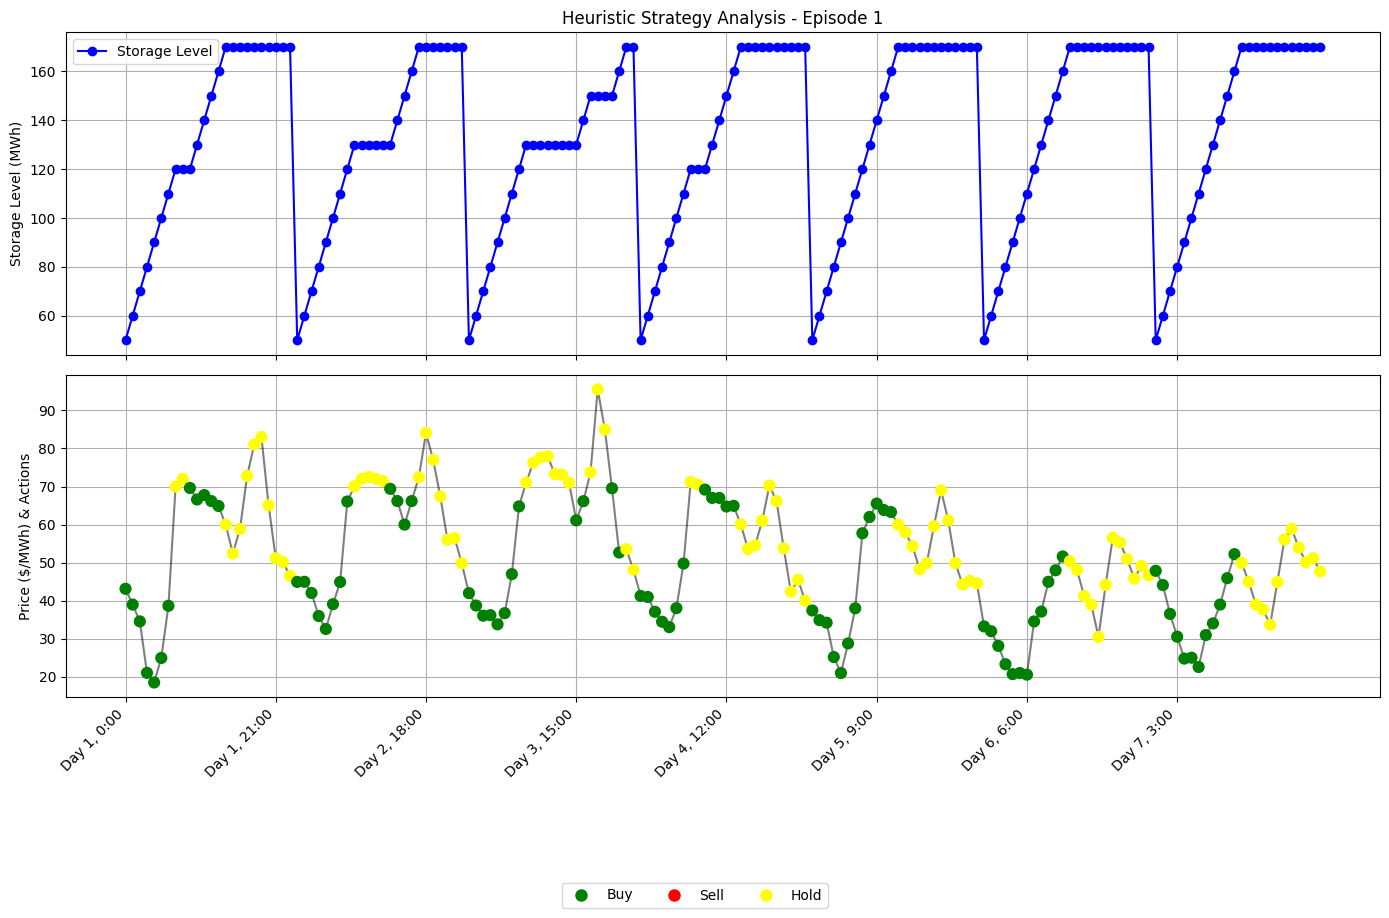 Heuristic Strategy Analysis - Episode 1
Storage Level
Storage Level (MWh)
160
140
120
100
80
60
Price ($/MWh) & Actions
90
80
70
60
50
40
30
20
Day 1, 0:00
Day 1, 21:00
Day 2, 18:00
Day 3, 15:00
Day 4, 12:00
Day 5, 9:00
Day 6, 6:00
Day 7, 3:00
Buy Sell Hold